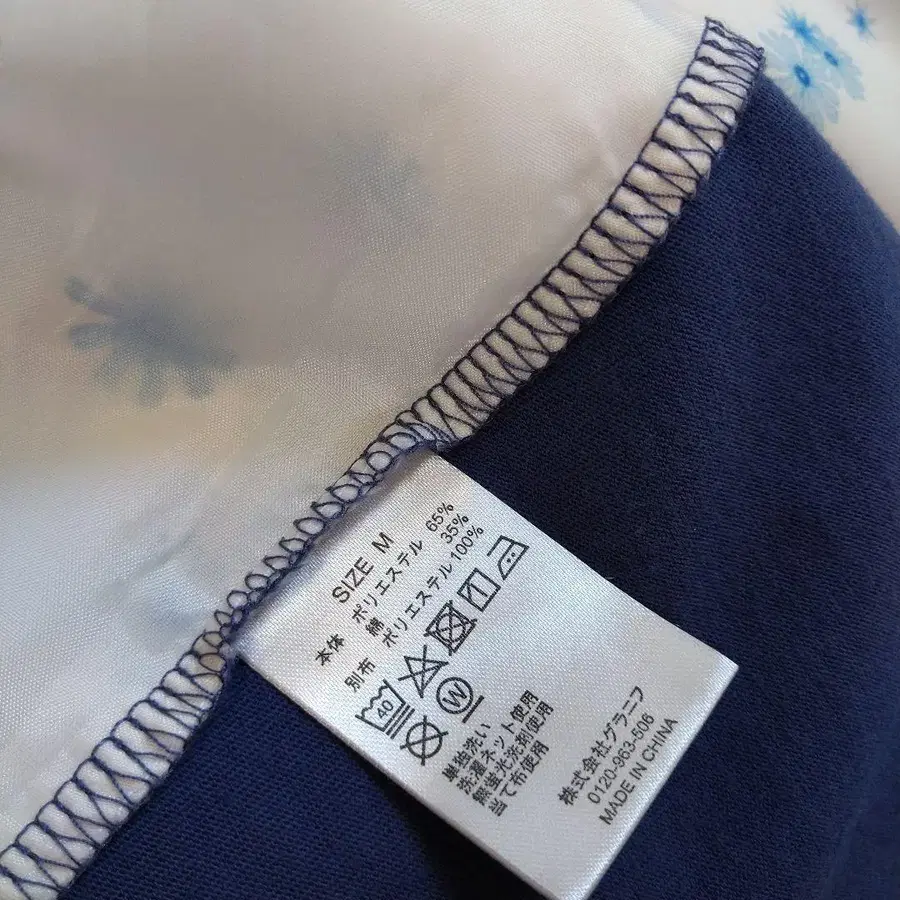 SIZE M
本体 ポリエステル 65%
綿 35%
別布 ポリエステル 100%
40
W
単独洗い
洗濯ネット使用
無蛍光洗剤使用
当て布使用
株式会社グラニフ
0120-963-506
MADE IN CHINA